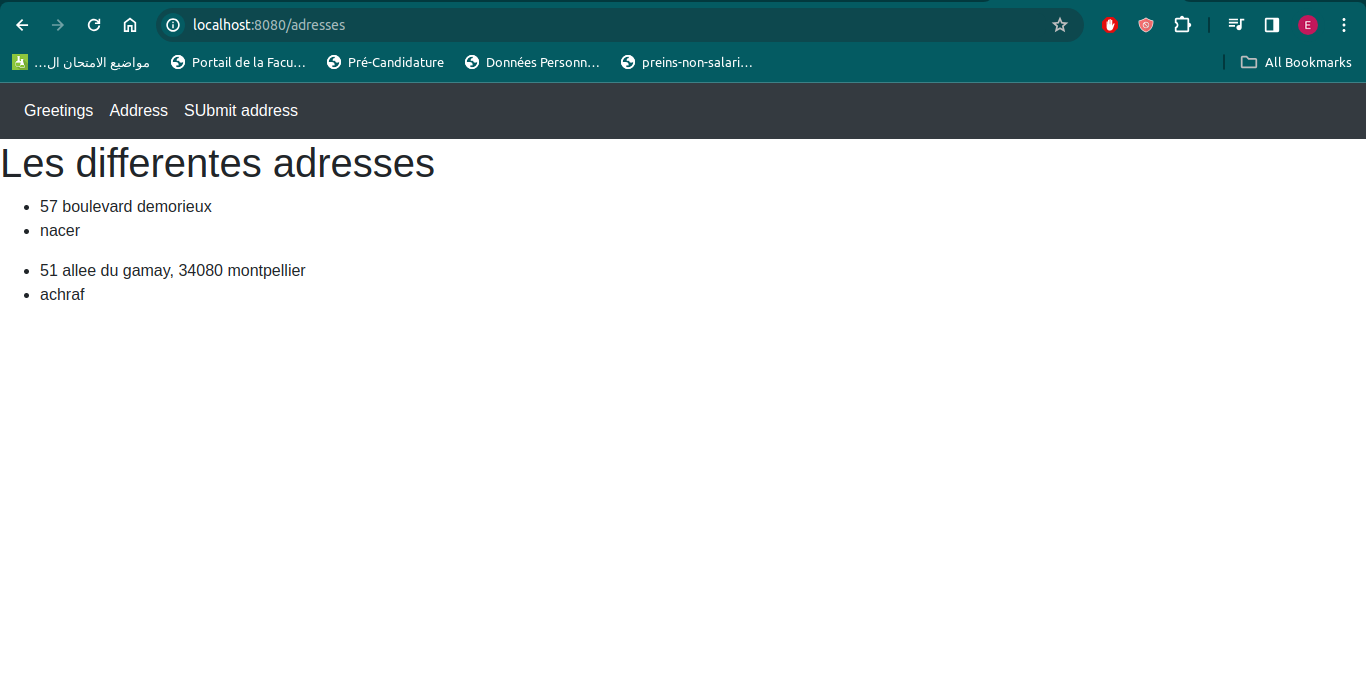 localhost:8080/adresses
مواضيع الامتحان ال...
Portail de la Facu...
Pré-Candidature
Données Personn...
preins-non-salari...
All Bookmarks
E
Greetings Address SUbmit address
Les differentes adresses
57 boulevard demorieux
nacer
51 allee du gamay, 34080 montpellier
achraf